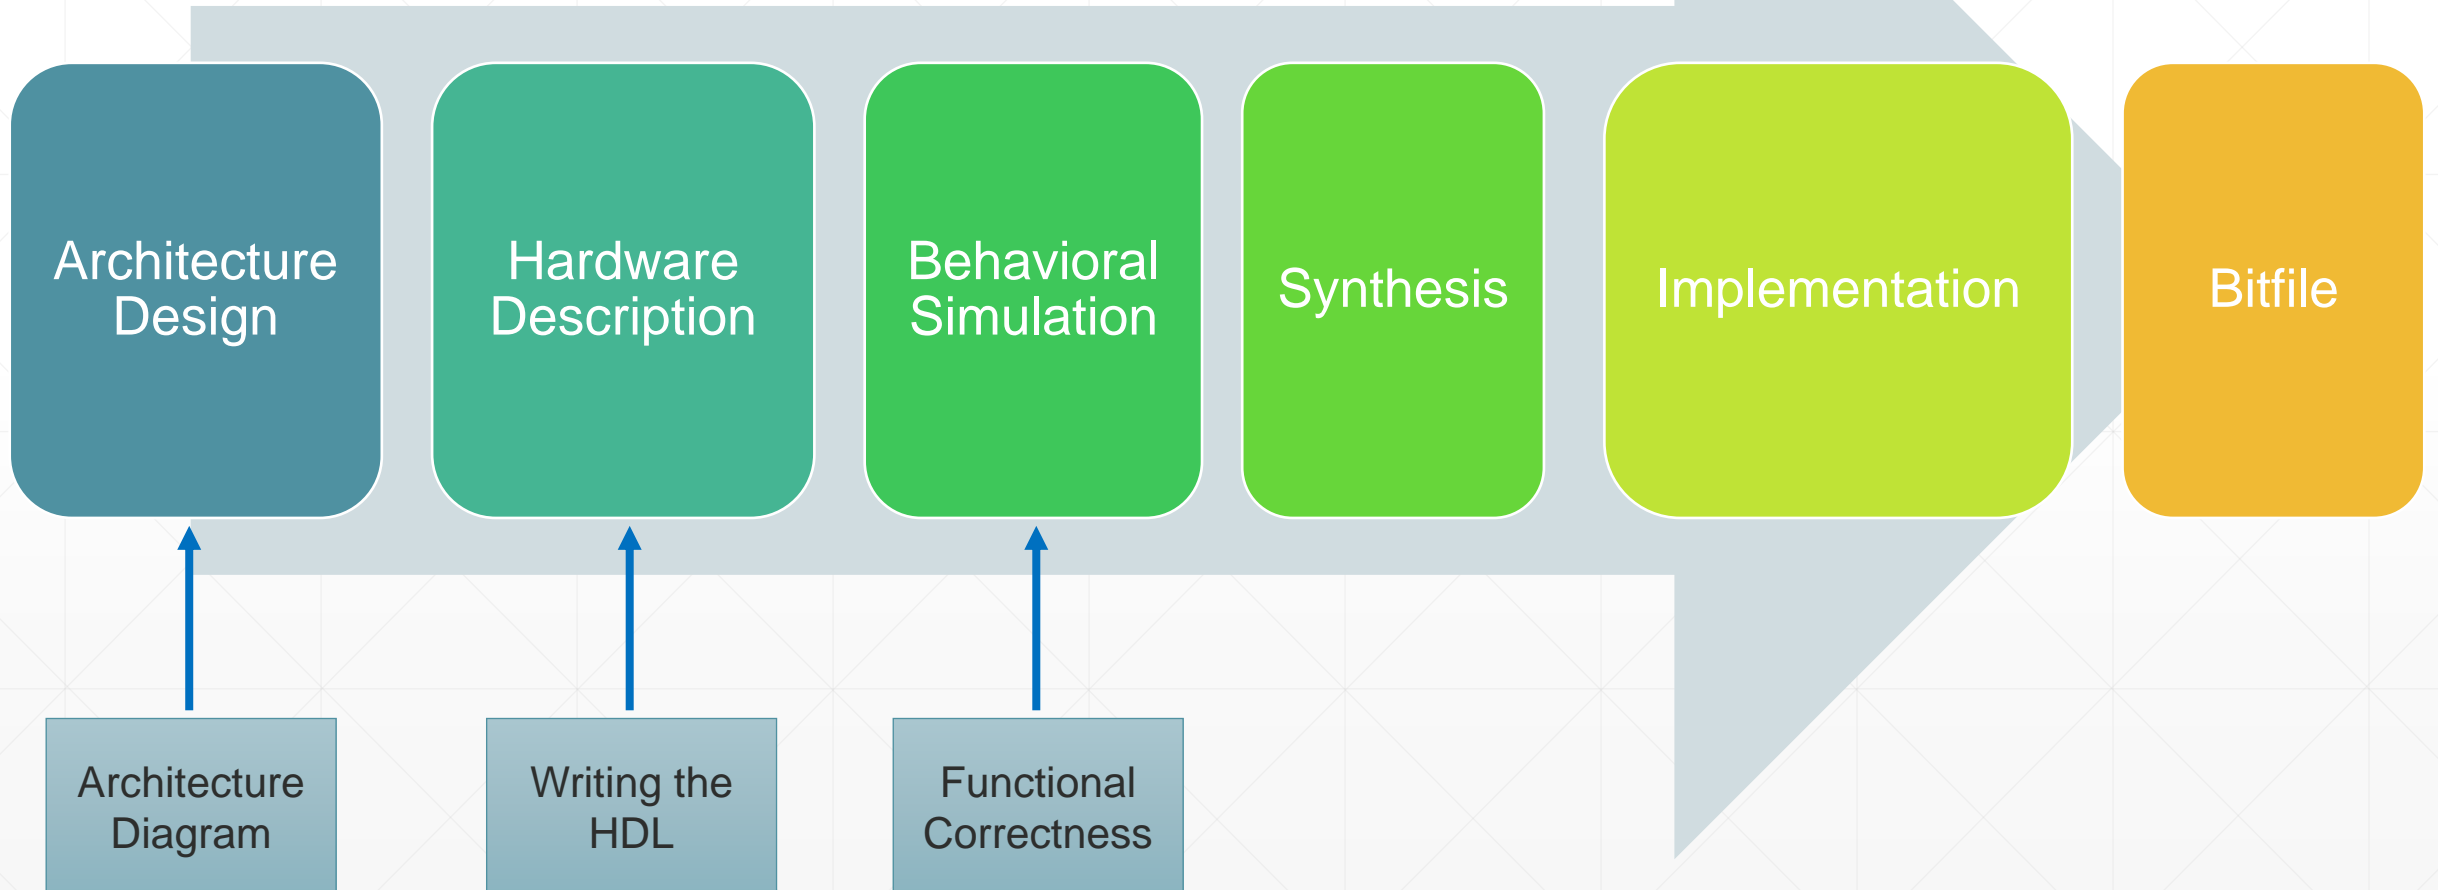 Architecture
Design
Hardware
Description
Behavioral
Simulation
Synthesis
Implementation
Bitfile
Architecture
Diagram
Writing the
HDL
Functional
Correctness